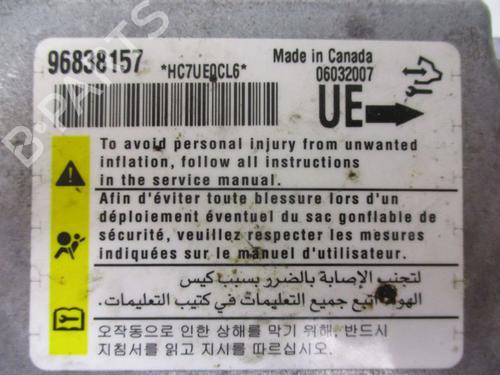 96838157
*HC7UE0CL6*
Made in Canada
06032007
UE
To avoid personal injury from unwanted
inflation, follow all instructions
in the service manual.
Afin d'éviter toute blessure lors d'un
déploiement éventuel du sac gonflable de
sécurité, veuillez respecter les mesures
indiquées sur le manuel d'utilisateur.
لتجنب الإصابة بالضرر بسبب كيس
الهواء اتبع جميع التعليمات في كتيب التعليمات.
오작동으로 인한 상해를 막기 위해, 반드시
지침서를 읽고 지시를 따르십시오.
B-PARTS